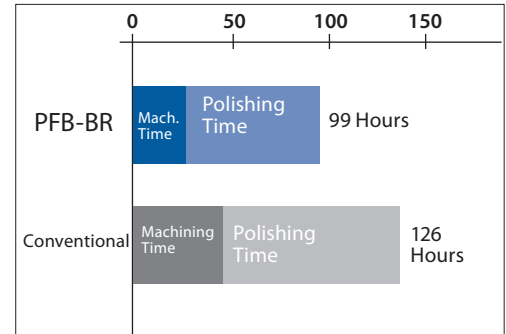 0 50 100 150
PFB-BR
Mach.
Time
Polishing
Time
99 Hours
Conventional
Machining
Time
Polishing
Time
126
Hours